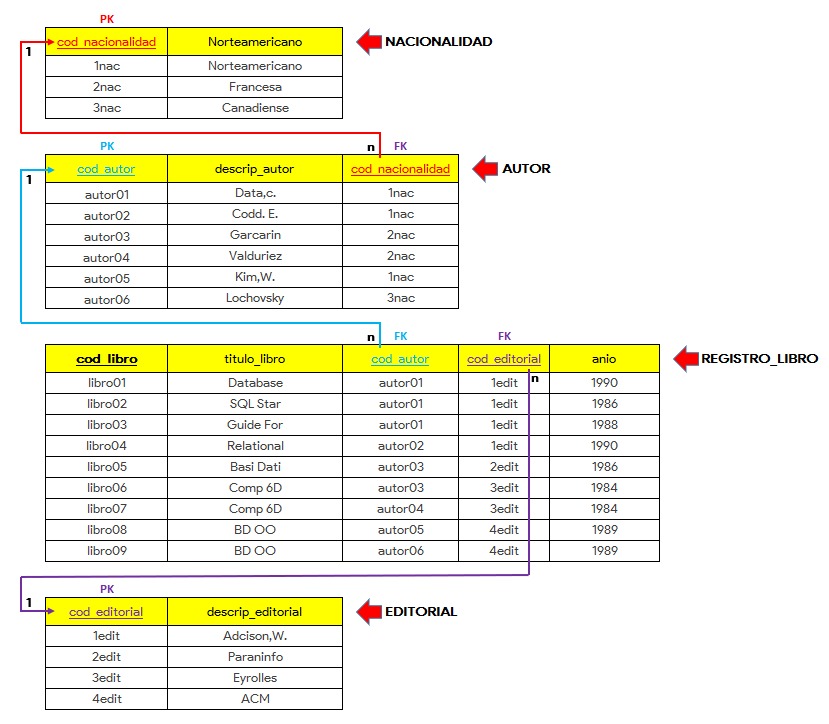 PK
1 cod_nacionalidad Norteamericano NACIONALIDAD
1nac Norteamericano
2nac Francesa
3nac Canadiense
PK n FK
1 cod_autor descrip_autor cod_nacionalidad AUTOR
autor01 Data,c. 1nac
autor02 Codd. E. 1nac
autor03 Garcarin 2nac
autor04 Valduriez 2nac
autor05 Kim,W. 1nac
autor06 Lochovsky 3nac
n FK FK
cod_libro titulo_libro cod_autor cod_editorial anio REGISTRO_LIBRO
libro01 Database autor01 1edit n 1990
libro02 SQL Star autor01 1edit 1986
libro03 Guide For autor01 1edit 1988
libro04 Relational autor02 1edit 1990
libro05 Basi Dati autor03 2edit 1986
libro06 Comp 6D autor03 3edit 1984
libro07 Comp 6D autor04 3edit 1984
libro08 BD OO autor05 4edit 1989
libro09 BD OO autor06 4edit 1989
PK
1 cod_editorial descrip_editorial EDITORIAL
1edit Adcison,W.
2edit Paraninfo
3edit Eyrolles
4edit ACM